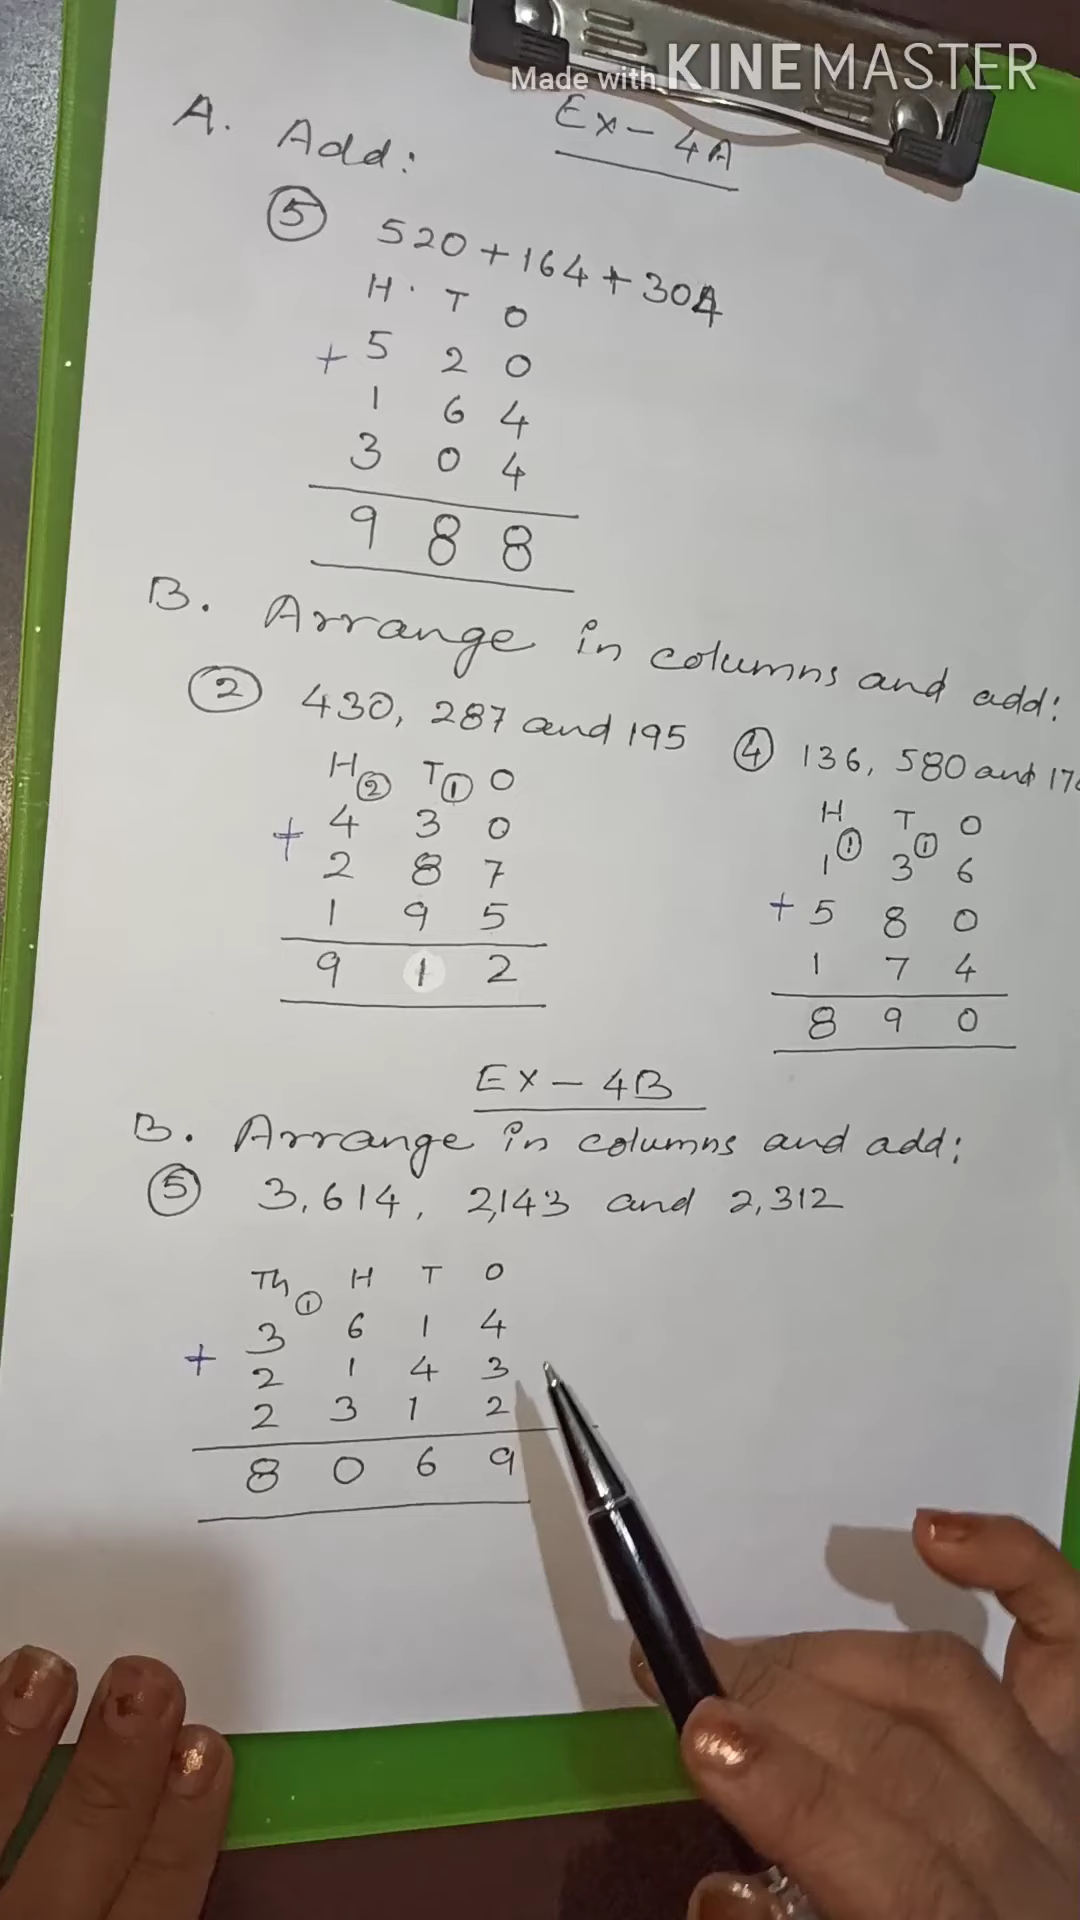 Made with KINEMASTER
Ex - 4A
A. Add:
5 520 + 164 + 304
H. T O
+ 5 2 0
1 6 4
3 0 4
9 8 8
B. Arrange in columns and add:
2 430, 287 and 195
H 2 T 1 O
+ 4 3 0
2 8 7
1 9 5
9 1 2
4 136, 580 and 174
H T O
1 1
1 3 6
+ 5 8 0
1 7 4
8 9 0
EX - 4B
B. Arrange in columns and add:
5 3,614, 2,143 and 2,312
Th H T O
1
3 6 1 4
+ 2 1 4 3
2 3 1 2
8 0 6 9